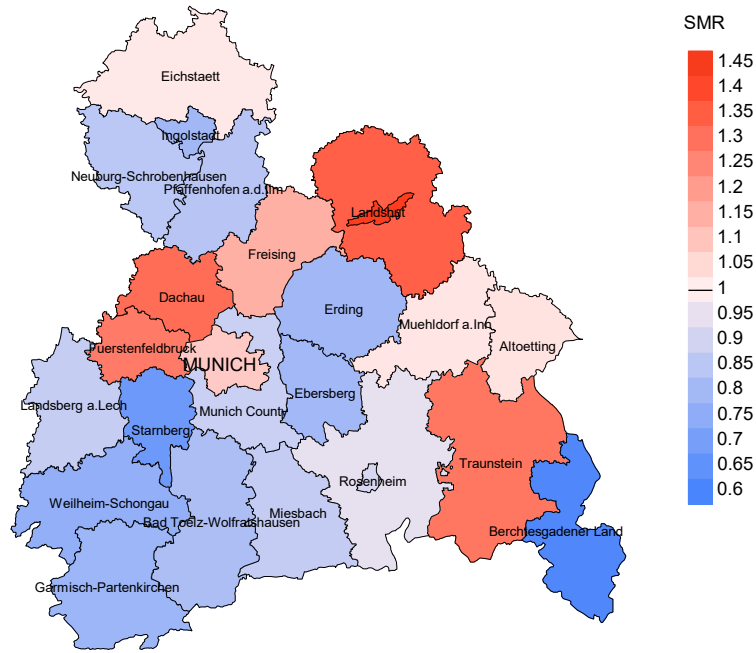 SMR
1.45
1.4
1.35
1.3
1.25
1.2
1.15
1.1
1.05
1
0.95
0.9
0.85
0.8
0.75
0.7
0.65
0.6
Eichstaett
Ingolstadt
Neuburg-Schrobenhausen
Pfaffenhofen a.d.Ilm
Landshut
Freising
Dachau
Erding
Muehldorf a.Inn
Altoetting
Fuerstenfeldbruck
MUNICH
Ebersberg
Landsberg a.Lech
Munich County
Starnberg
Traunstein
Rosenheim
Weilheim-Schongau
Miesbach
Bad Toelz-Wolfratshausen
Berchtesgadener Land
Garmisch-Partenkirchen